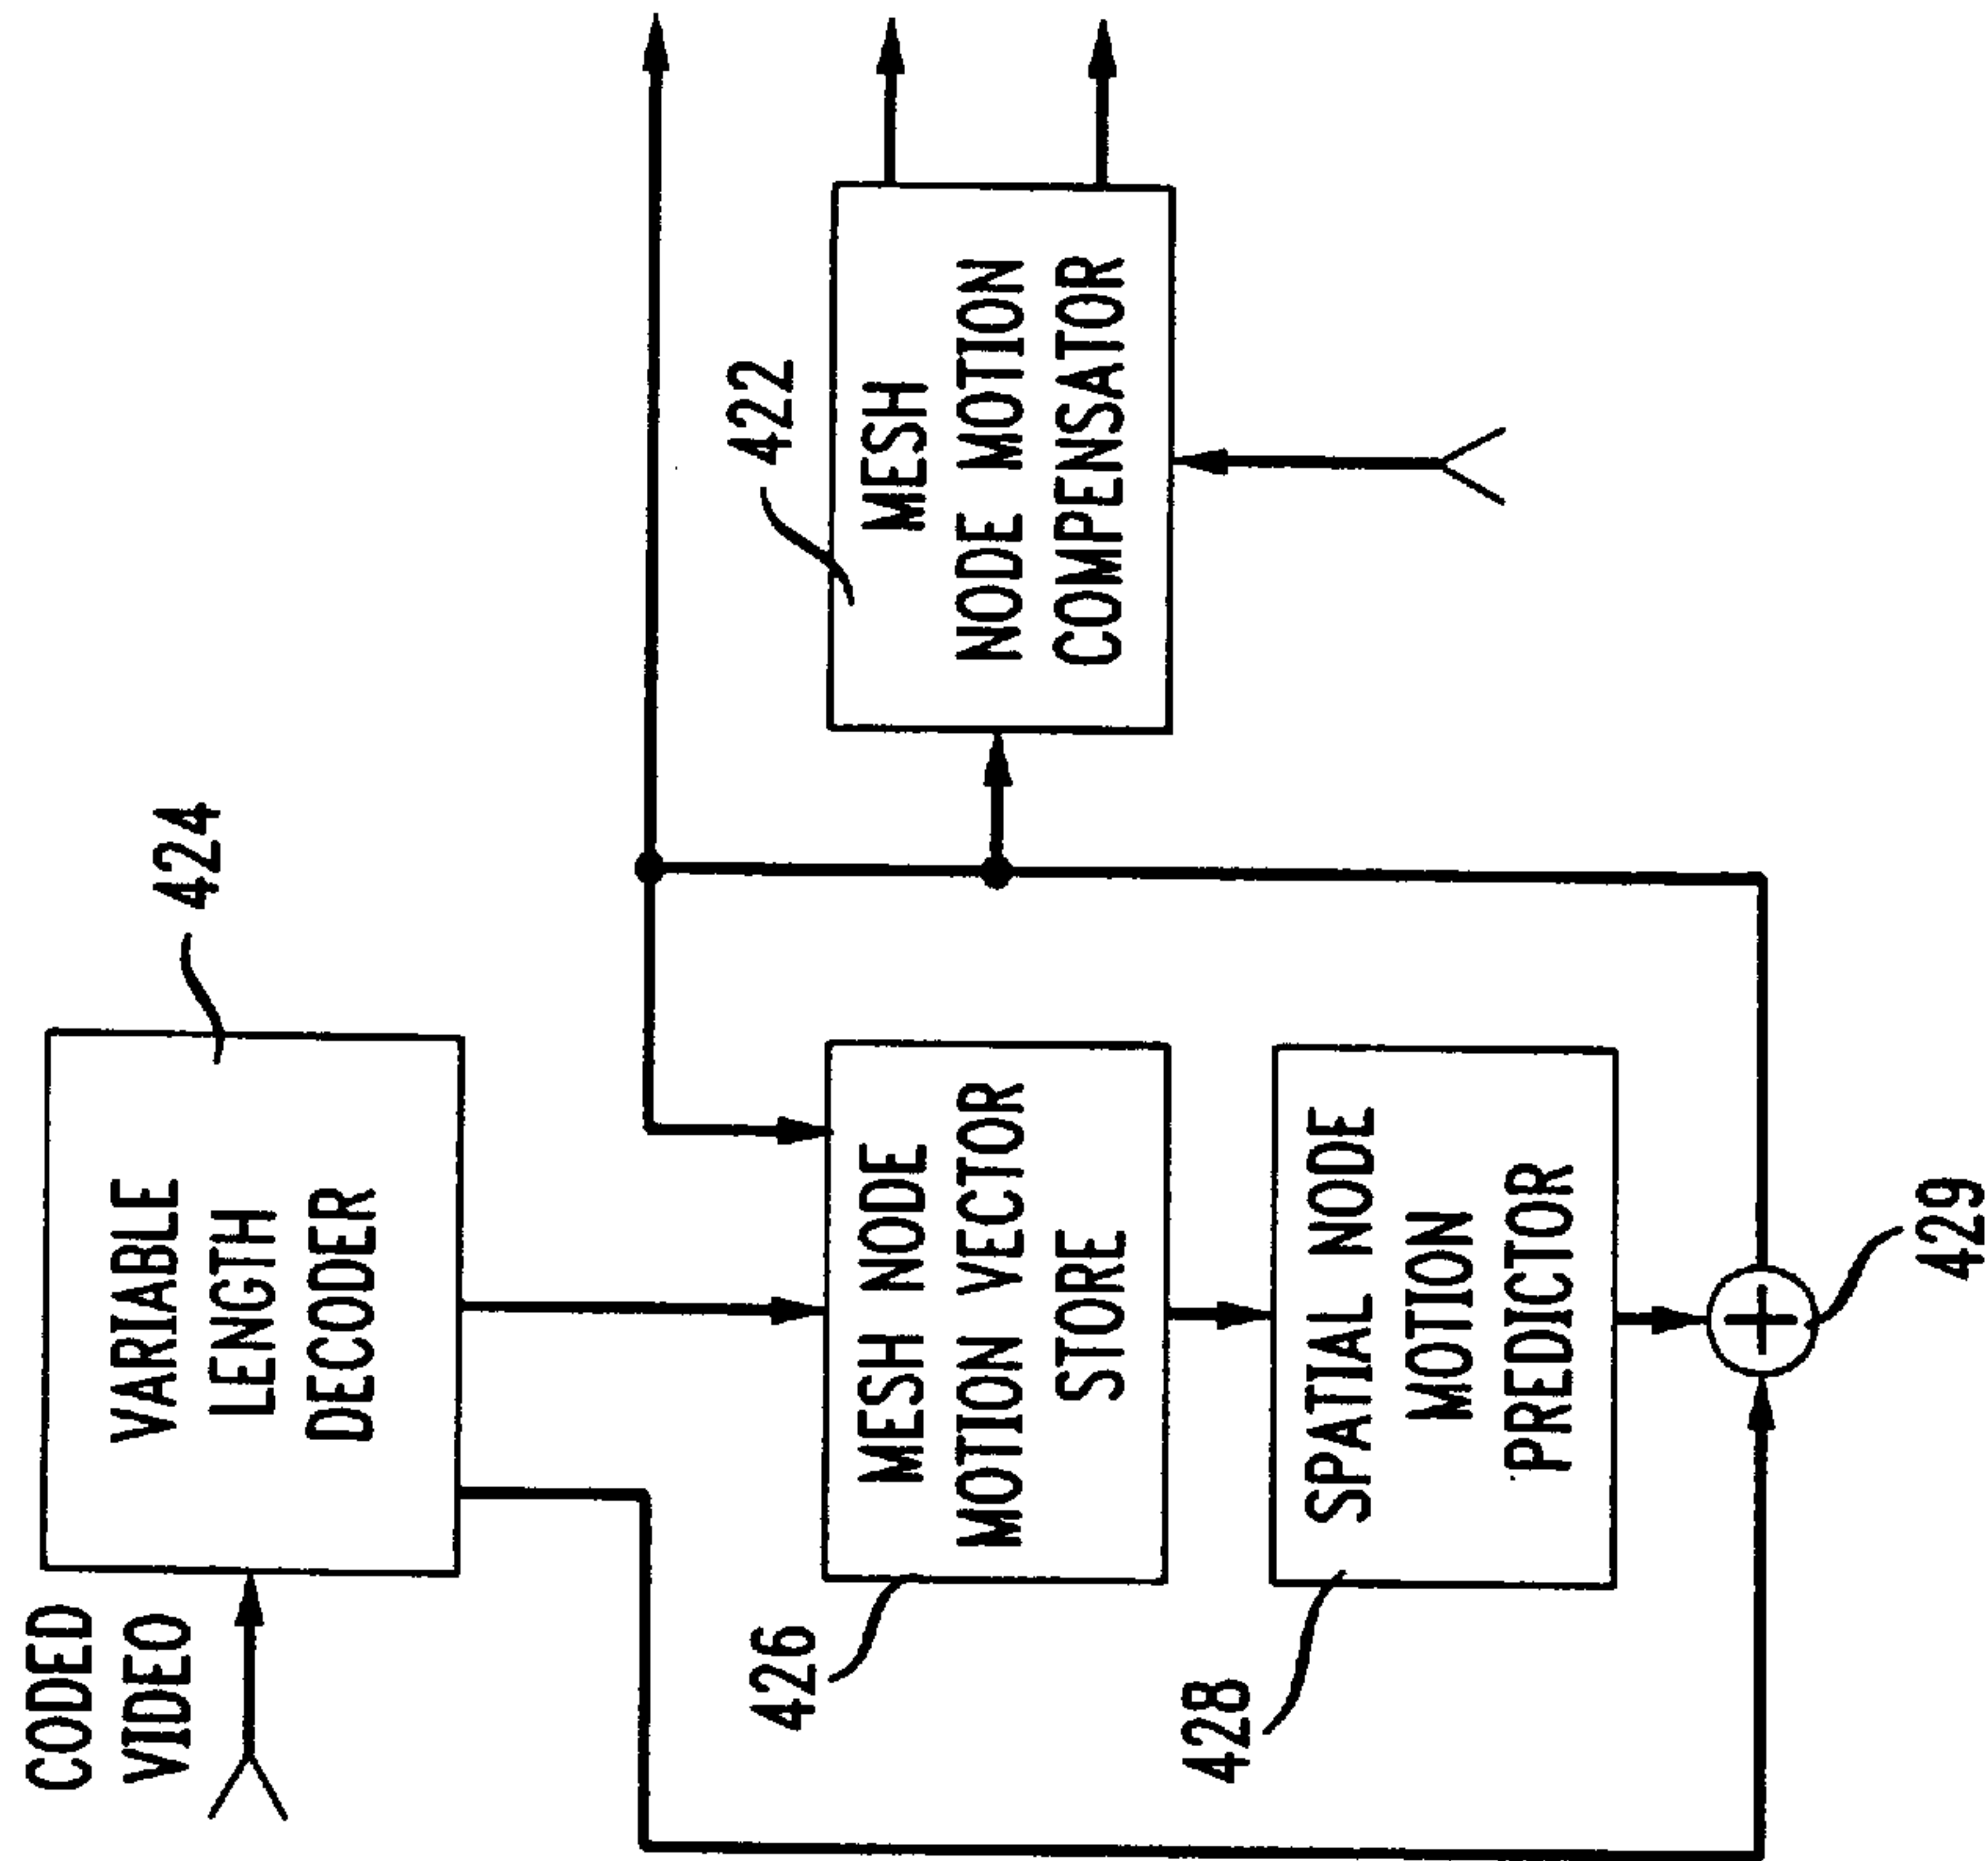 CODED
VIDEO
VARIABLE
LENGTH
DECODER
424
426
MESH NODE
MOTION VECTOR
STORE
422
MESH
NODE MOTION
COMPENSATOR
428
SPATIAL NODE
MOTION
PREDICTOR
429